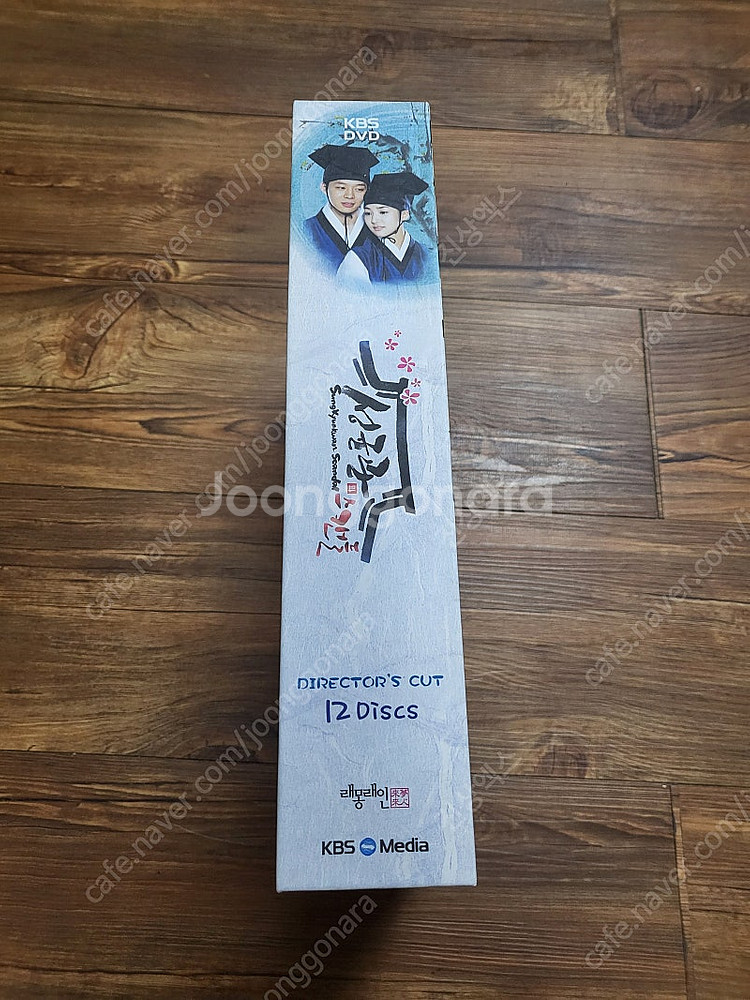 KBS
DVD
성균관
SungKyunKwan Scandal
스캔들
DIRECTOR'S CUT
12 Discs
래몽래인
KBS Media
Joonggonara
cafe.naver.com/joonggonara